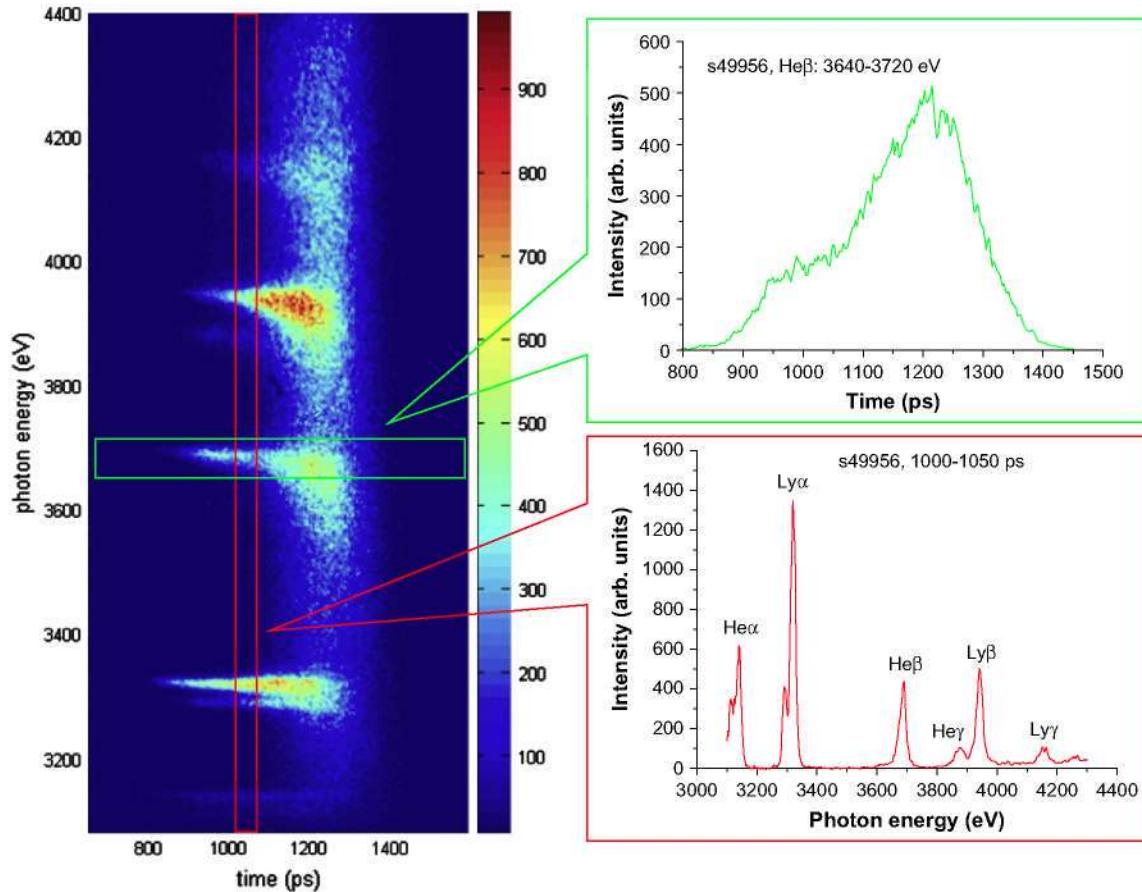 4400
4200
4000
3800
3600
3400
3200
photon energy (eV)
800
1000
1200
1400
time (ps)
900
800
700
600
500
400
300
200
100
s49956, Heβ: 3640-3720 eV
600
500
400
300
200
100
0
Intensity (arb. units)
800 900 1000 1100 1200 1300 1400 1500
Time (ps)
s49956, 1000-1050 ps
1600
1400
1200
1000
800
600
400
200
0
Intensity (arb. units)
Heα
Lyα
Heβ
Heγ
Lyβ
Lyγ
3000 3200 3400 3600 3800 4000 4200 4400
Photon energy (eV)